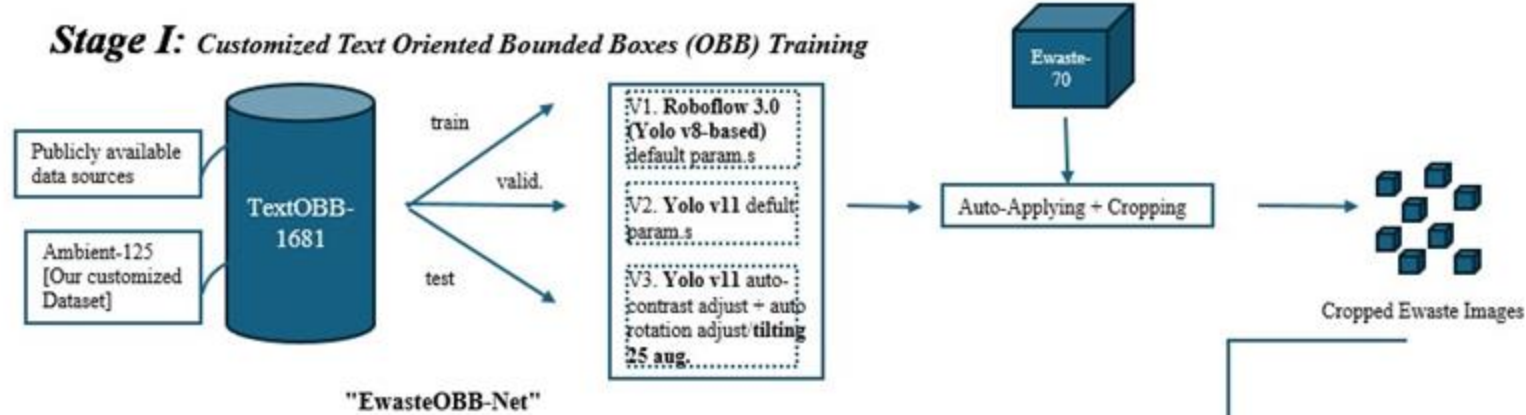 Stage I: Customized Text Oriented Bounded Boxes (OBB) Training
Publicly available
data sources
Ambient-125
[Our customized
Dataset]
TextOBB-
1681
train
valid.
test
V1. Roboflow 3.0
(Yolo v8-based)
default param.s
V2. Yolo v11 defult
param.s
V3. Yolo v11 auto-
contrast adjust + auto
rotation adjust/tilting
25 aug.
Ewaste-
70
Auto-Applying + Cropping
Cropped Ewaste Images
"EwasteOBB-Net"